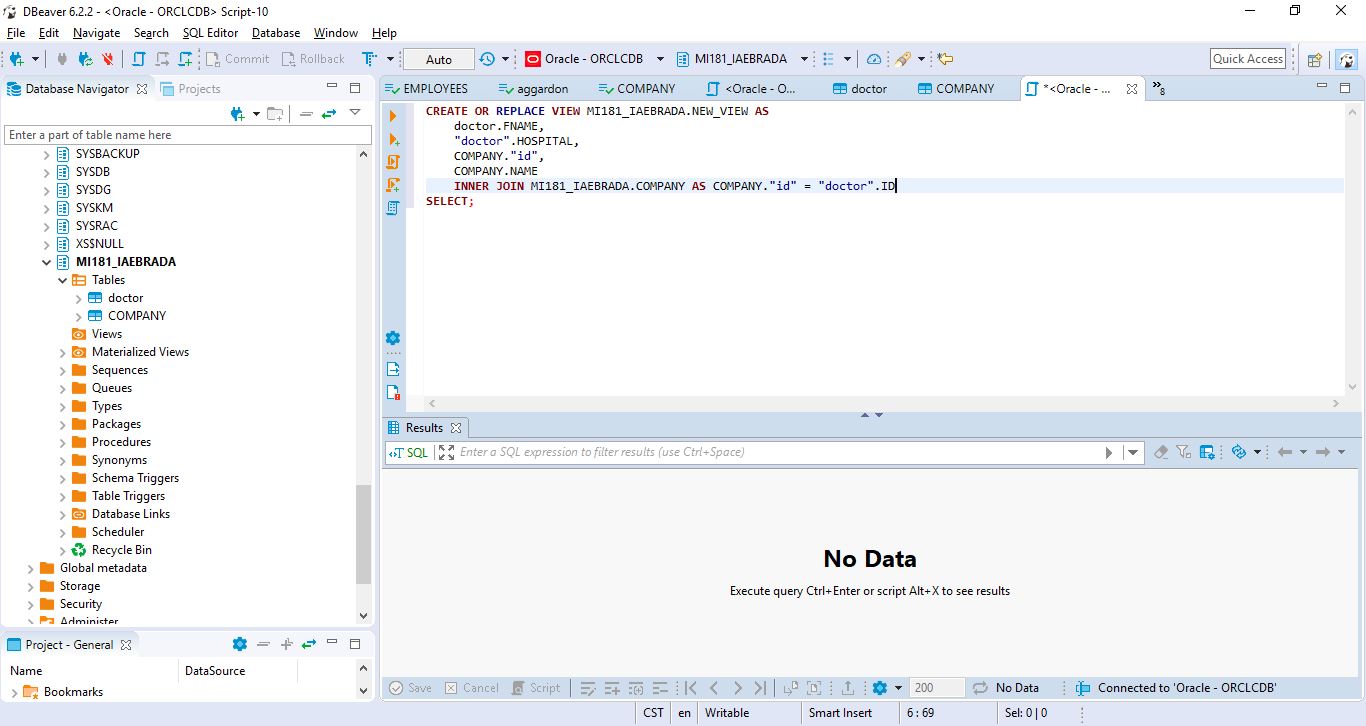 DBeaver 6.2.2 - <Oracle - ORCLCDB> Script-10
File Edit Navigate Search SQL Editor Database Window Help
Commit Rollback Auto Oracle - ORCLCDB MI181_IAEBRADA Quick Access
Database Navigator Projects
EMPLOYEES aggardon COMPANY <Oracle - O... doctor COMPANY *<Oracle - ... »8
Enter a part of table name here
SYSBACKUP
SYSDB
SYSDG
SYSKM
SYSRAC
XS$NULL
MI181_IAEBRADA
Tables
doctor
COMPANY
Views
Materialized Views
Sequences
Queues
Types
Packages
Procedures
Synonyms
Schema Triggers
Table Triggers
Database Links
Scheduler
Recycle Bin
Global metadata
Storage
Security
Administer
CREATE OR REPLACE VIEW MI181_IAEBRADA.NEW_VIEW AS
doctor.FNAME,
"doctor".HOSPITAL,
COMPANY."id",
COMPANY.NAME
INNER JOIN MI181_IAEBRADA.COMPANY AS COMPANY."id" = "doctor".ID
SELECT;
Results
SQL Enter a SQL expression to filter results (use Ctrl+Space)
No Data
Execute query Ctrl+Enter or script Alt+X to see results
Project - General
Name DataSource
Bookmarks
Save Cancel Script 200 No Data Connected to 'Oracle - ORCLCDB'
CST en Writable Smart Insert 6 : 69 Sel: 0 | 0